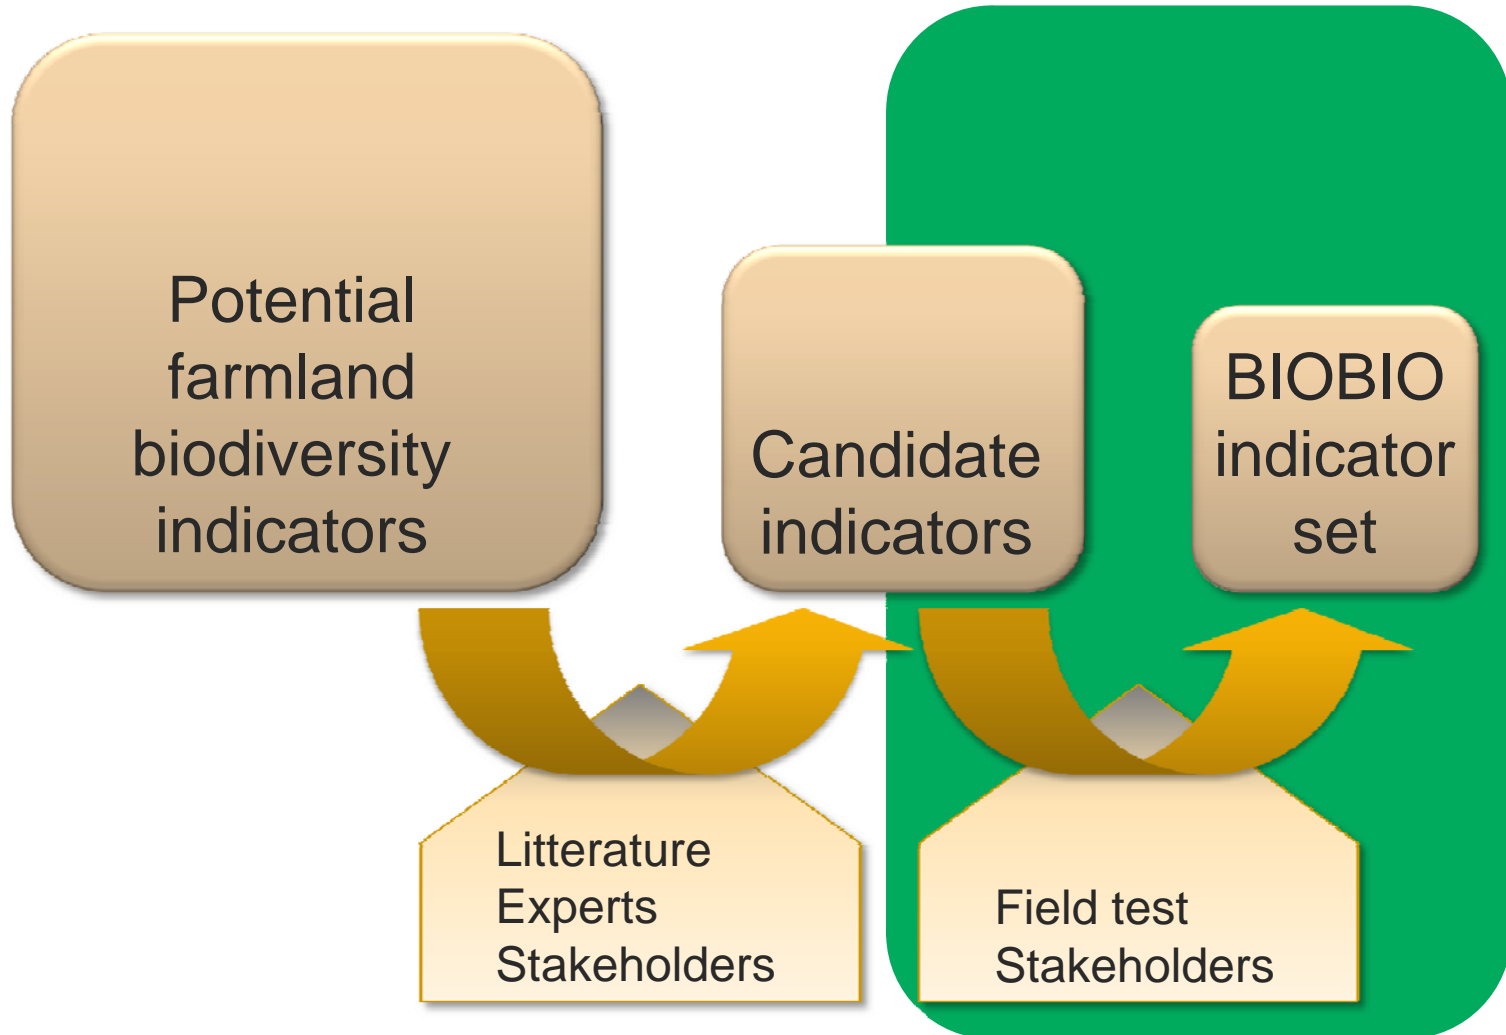 Potential
farmland
biodiversity
indicators
Candidate
indicators
BIOBIO
indicator
set
Litterature
Experts
Stakeholders
Field test
Stakeholders